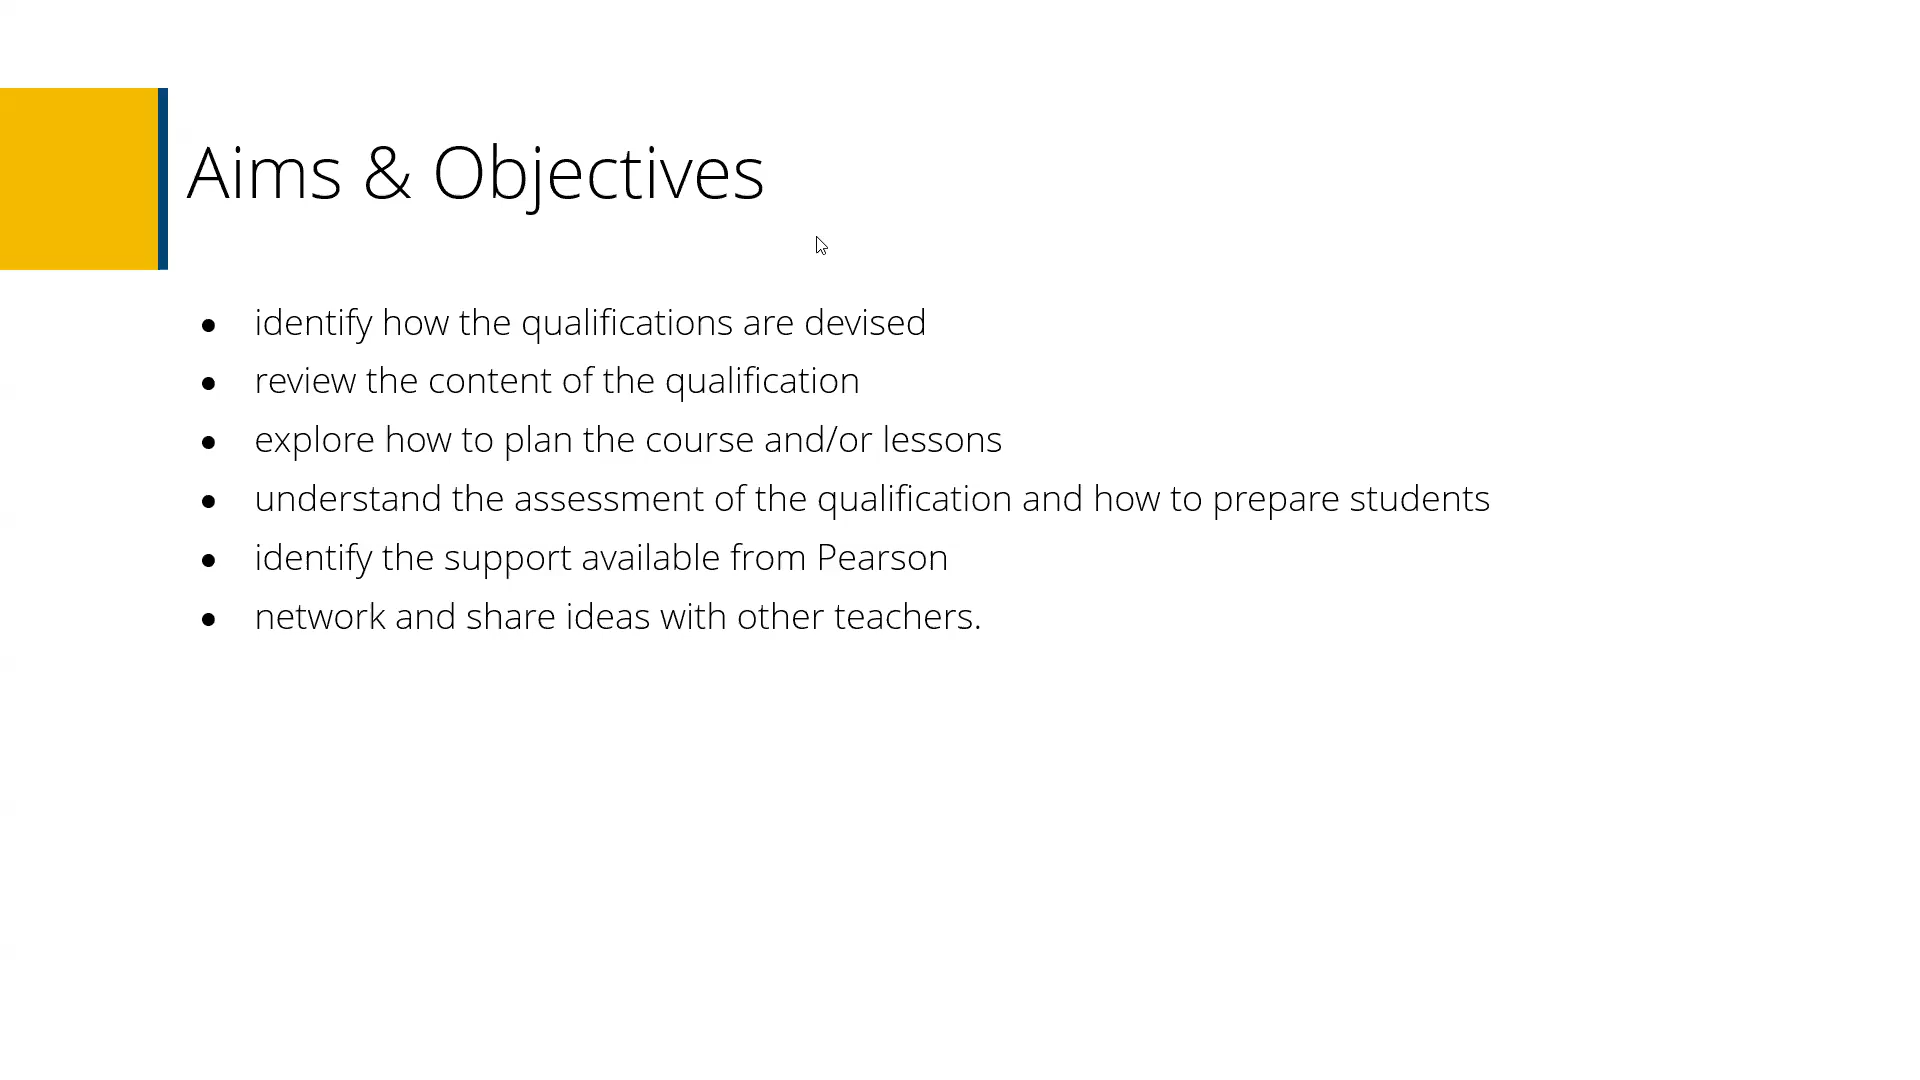 Aims & Objectives
● identify how the qualifications are devised
● review the content of the qualification
● explore how to plan the course and/or lessons
● understand the assessment of the qualification and how to prepare students
● identify the support available from Pearson
● network and share ideas with other teachers.